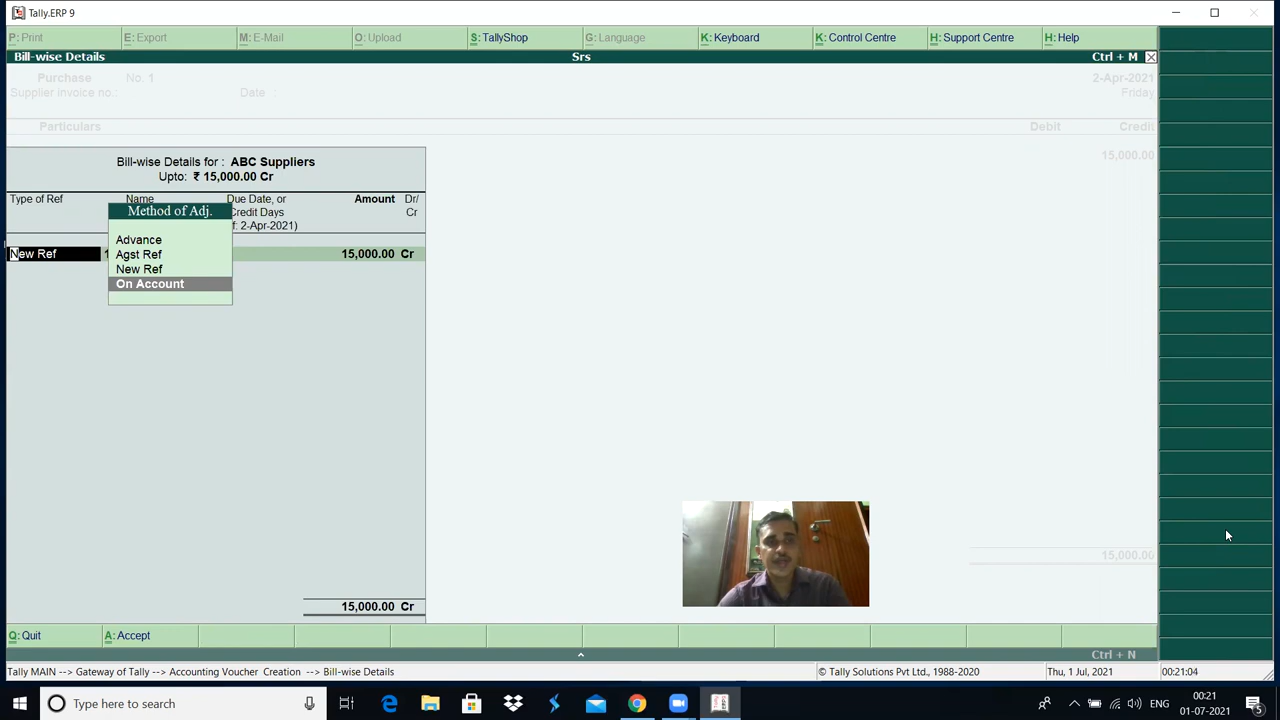 Tally.ERP 9
P: Print E: Export M: E-Mail O: Upload S: TallyShop G: Language K: Keyboard K: Control Centre H: Support Centre H: Help
Bill-wise Details Srs Ctrl + M
Purchase No. 1 2-Apr-2021
Supplier invoice no.: Date : Friday
Particulars Debit Credit
15,000.00
Bill-wise Details for : ABC Suppliers
Upto: ₹ 15,000.00 Cr
Type of Ref Name Due Date, or Amount Dr/
Credit Days Cr
f: 2-Apr-2021)
Method of Adj.
Advance
Agst Ref
New Ref
On Account
New Ref 1 15,000.00 Cr
15,000.00
15,000.00 Cr
Q: Quit A: Accept
Ctrl + N
Tally MAIN --> Gateway of Tally --> Accounting Voucher Creation --> Bill-wise Details © Tally Solutions Pvt Ltd., 1988-2020 Thu, 1 Jul, 2021 00:21:04
Type here to search ENG 00:21
01-07-2021 5